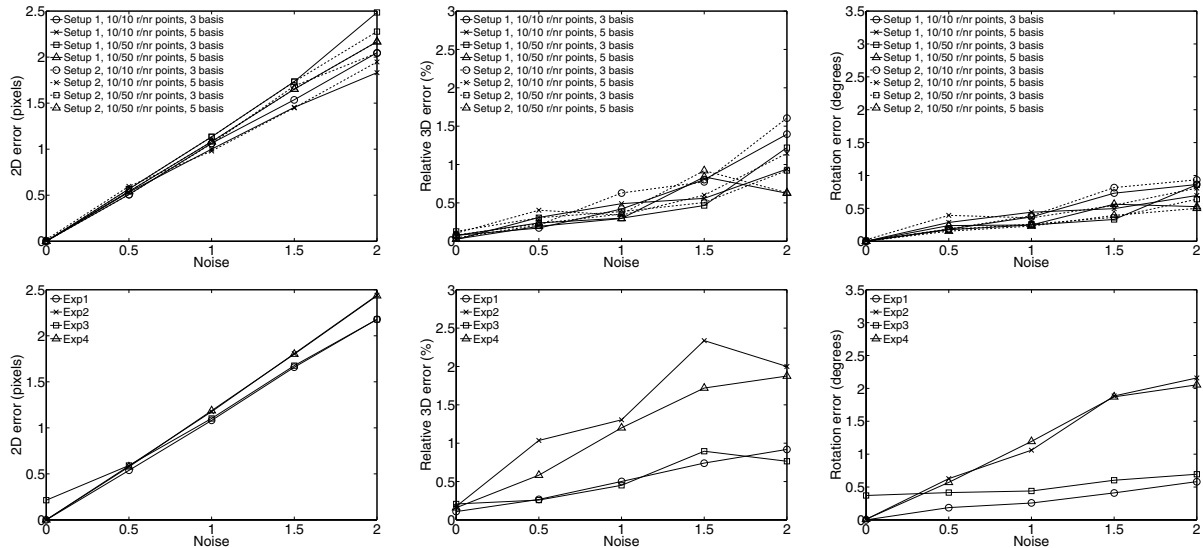 2.5
2
1.5
1
0.5
0
2D error (pixels)
Setup 1, 10/10 r/nr points, 3 basis
Setup 1, 10/10 r/nr points, 5 basis
Setup 1, 10/50 r/nr points, 3 basis
Setup 1, 10/50 r/nr points, 5 basis
Setup 2, 10/10 r/nr points, 3 basis
Setup 2, 10/10 r/nr points, 5 basis
Setup 2, 10/50 r/nr points, 3 basis
Setup 2, 10/50 r/nr points, 5 basis
0 0.5 1 1.5 2
Noise
3
2.5
2
1.5
1
0.5
0
Relative 3D error (%)
Setup 1, 10/10 r/nr points, 3 basis
Setup 1, 10/10 r/nr points, 5 basis
Setup 1, 10/50 r/nr points, 3 basis
Setup 1, 10/50 r/nr points, 5 basis
Setup 2, 10/10 r/nr points, 3 basis
Setup 2, 10/10 r/nr points, 5 basis
Setup 2, 10/50 r/nr points, 3 basis
Setup 2, 10/50 r/nr points, 5 basis
0 0.5 1 1.5 2
Noise
3.5
3
2.5
2
1.5
1
0.5
0
Rotation error (degrees)
Setup 1, 10/10 r/nr points, 3 basis
Setup 1, 10/10 r/nr points, 5 basis
Setup 1, 10/50 r/nr points, 3 basis
Setup 1, 10/50 r/nr points, 5 basis
Setup 2, 10/10 r/nr points, 3 basis
Setup 2, 10/10 r/nr points, 5 basis
Setup 2, 10/50 r/nr points, 3 basis
Setup 2, 10/50 r/nr points, 5 basis
0 0.5 1 1.5 2
Noise
2.5
2
1.5
1
0.5
0
2D error (pixels)
Exp1
Exp2
Exp3
Exp4
0 0.5 1 1.5 2
Noise
3
2.5
2
1.5
1
0.5
0
Relative 3D error (%)
Exp1
Exp2
Exp3
Exp4
0 0.5 1 1.5 2
Noise
3.5
3
2.5
2
1.5
1
0.5
0
Rotation error (degrees)
Exp1
Exp2
Exp3
Exp4
0 0.5 1 1.5 2
Noise